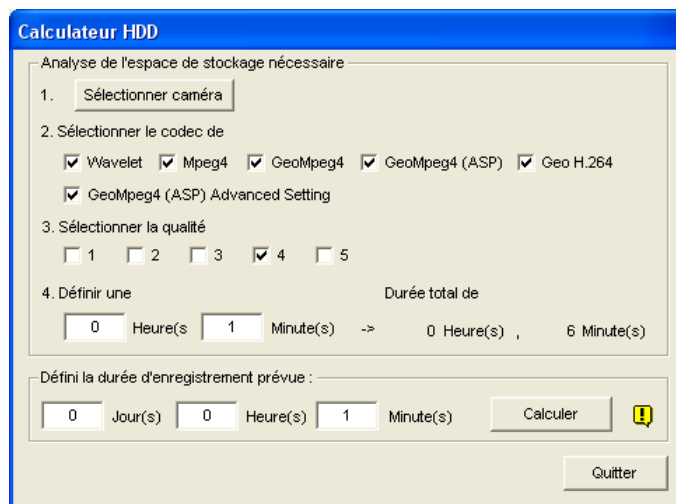 Calculateur HDD
Analyse de l'espace de stockage nécessaire
1. Sélectionner caméra
2. Sélectionner le codec de
Wavelet Mpeg4 GeoMpeg4 GeoMpeg4 (ASP) Geo H.264
GeoMpeg4 (ASP) Advanced Setting
3. Sélectionner la qualité
1 2 3 4 5
4. Définir une Durée total de
0 Heure(s 1 Minute(s) -> 0 Heure(s) , 6 Minute(s)
Défini la durée d'enregistrement prévue :
0 Jour(s) 0 Heure(s) 1 Minute(s) Calculer !
Quitter